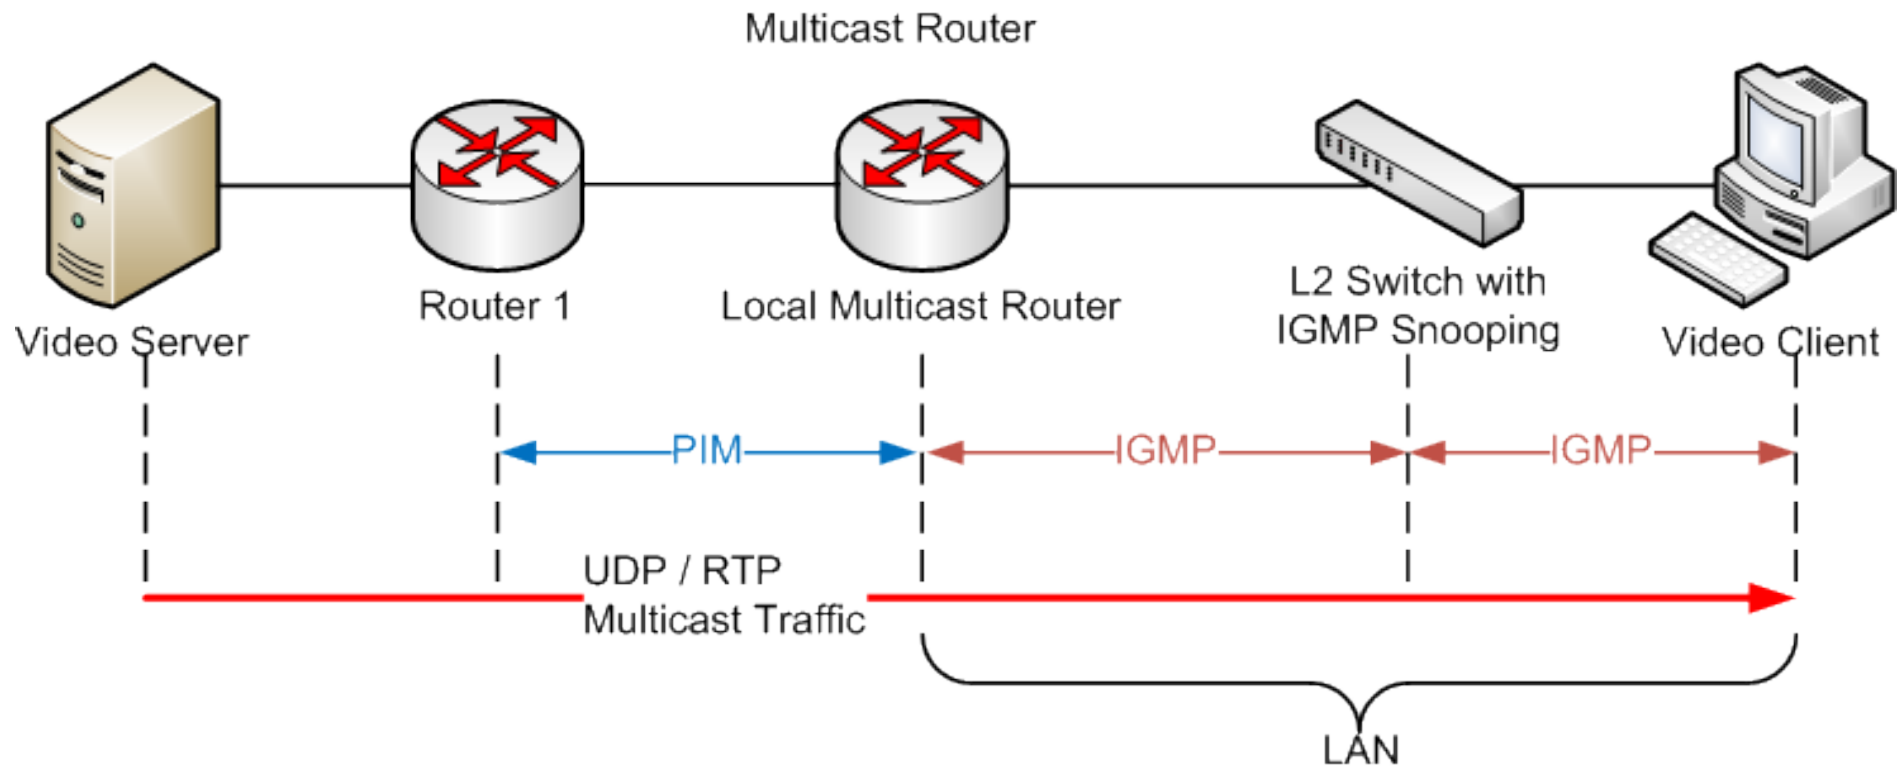 Multicast Router
Video Server
Router 1
Local Multicast Router
L2 Switch with
IGMP Snooping
Video Client
PIM
IGMP
IGMP
UDP / RTP
Multicast Traffic
LAN